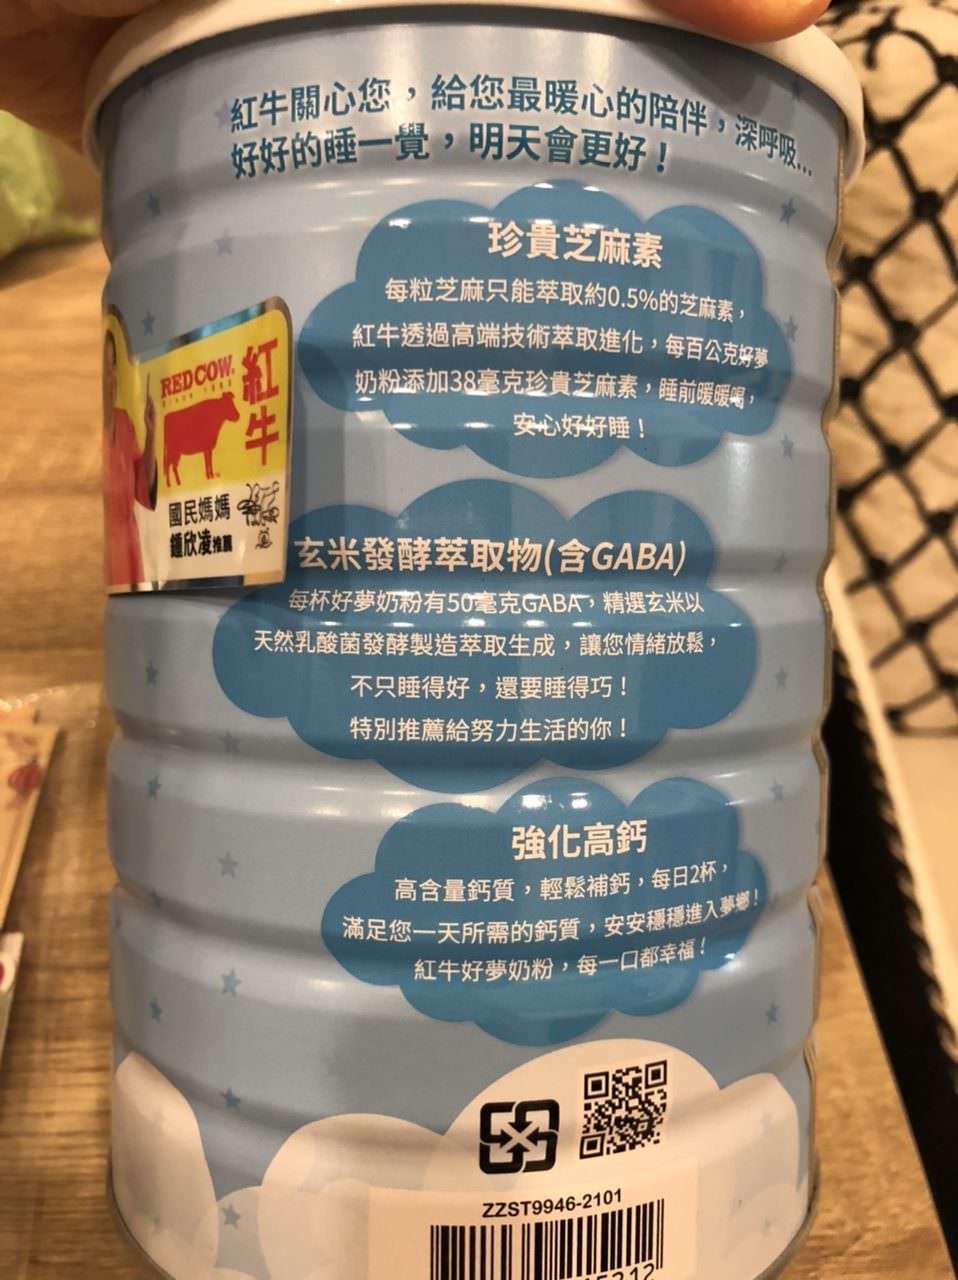 紅牛關心您，給您最暖心的陪伴，深呼吸...
好好的睡一覺，明天會更好！
珍貴芝麻素
每粒芝麻只能萃取約0.5%的芝麻素，
紅牛透過高端技術萃取進化，每百公克好夢
奶粉添加38毫克珍貴芝麻素，睡前暖暖喝，
安心好好睡！
RED COW
紅牛
國民媽媽
鍾欣凌推薦
玄米發酵萃取物(含GABA)
每杯好夢奶粉有50毫克GABA，精選玄米以
天然乳酸菌發酵製造萃取生成，讓您情緒放鬆，
不只睡得好，還要睡得巧！
特別推薦給努力生活的你！
強化高鈣
高含量鈣質，輕鬆補鈣，每日2杯，
滿足您一天所需的鈣質，安安穩穩進入夢鄉！
紅牛好夢奶粉，每一口都幸福！
ZZST9946-2101